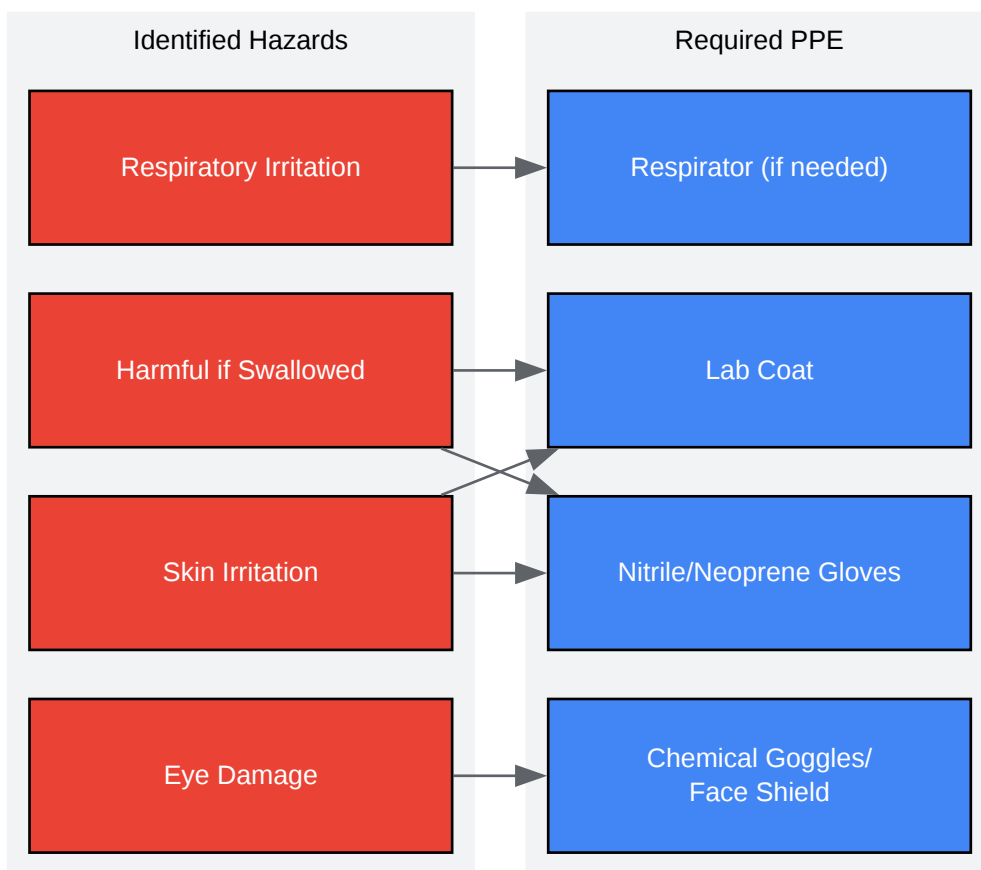 Identified Hazards
Required PPE
Respiratory Irritation
Respirator (if needed)
Harmful if Swallowed
Lab Coat
Skin Irritation
Nitrile/Neoprene Gloves
Eye Damage
Chemical Goggles/
Face Shield